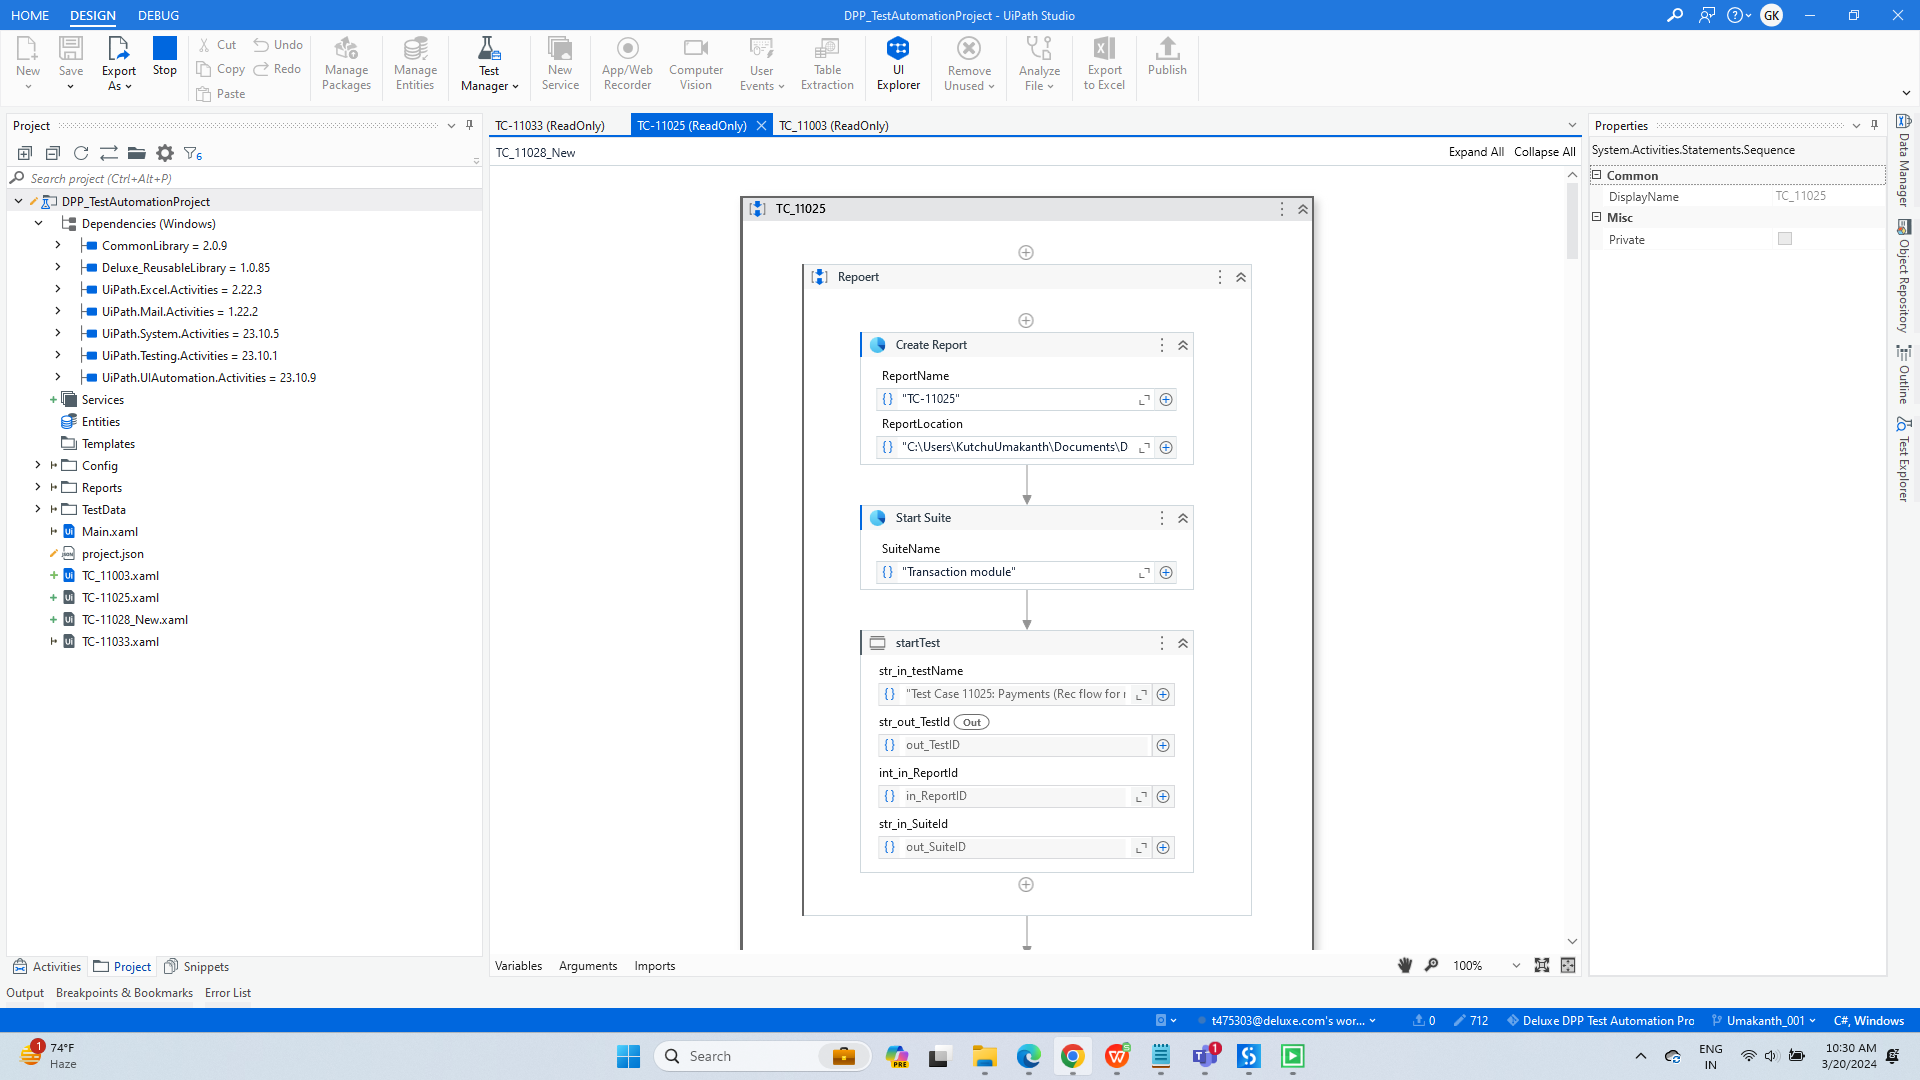 HOME DESIGN DEBUG
DPP_TestAutomationProject - UiPath Studio
GK
New
Save
Export As
Stop
Cut
Copy
Paste
Undo
Redo
Manage Packages
Manage Entities
Test Manager
New Service
App/Web Recorder
Computer Vision
User Events
Table Extraction
UI Explorer
Remove Unused
Analyze File
Export to Excel
Publish
Project
6
Search project (Ctrl+Alt+P)
DPP_TestAutomationProject
Dependencies (Windows)
CommonLibrary = 2.0.9
Deluxe_ReusableLibrary = 1.0.85
UiPath.Excel.Activities = 2.22.3
UiPath.Mail.Activities = 1.22.2
UiPath.System.Activities = 23.10.5
UiPath.Testing.Activities = 23.10.1
UiPath.UIAutomation.Activities = 23.10.9
Services
Entities
Templates
Config
Reports
TestData
Main.xaml
project.json
TC_11003.xaml
TC-11025.xaml
TC-11028_New.xaml
TC-11033.xaml
Activities Project Snippets
TC-11033 (ReadOnly) TC-11025 (ReadOnly) TC_11003 (ReadOnly)
TC_11028_New Expand All Collapse All
TC_11025
Repoert
Create Report
ReportName
{ } "TC-11025"
ReportLocation
{ } "C:\Users\KutchuUmakanth\Documents\D
Start Suite
SuiteName
{ } "Transaction module"
startTest
str_in_testName
{ } "Test Case 11025: Payments (Rec flow for r
str_out_TestId Out
{ } out_TestID
int_in_ReportId
{ } in_ReportID
str_in_SuiteId
{ } out_SuiteID
Variables Arguments Imports 100%
Properties
System.Activities.Statements.Sequence
Common
DisplayName TC_11025
Misc
Private
Data Manager
Object Repository
Outline
Test Explorer
Output Breakpoints & Bookmarks Error List
t475303@deluxe.com's wor... 0 712 Deluxe DPP Test Automation Pro Umakanth_001 C#, Windows
1
74°F
Haze
Search
PRE
1
ENG
IN
10:30 AM
3/20/2024